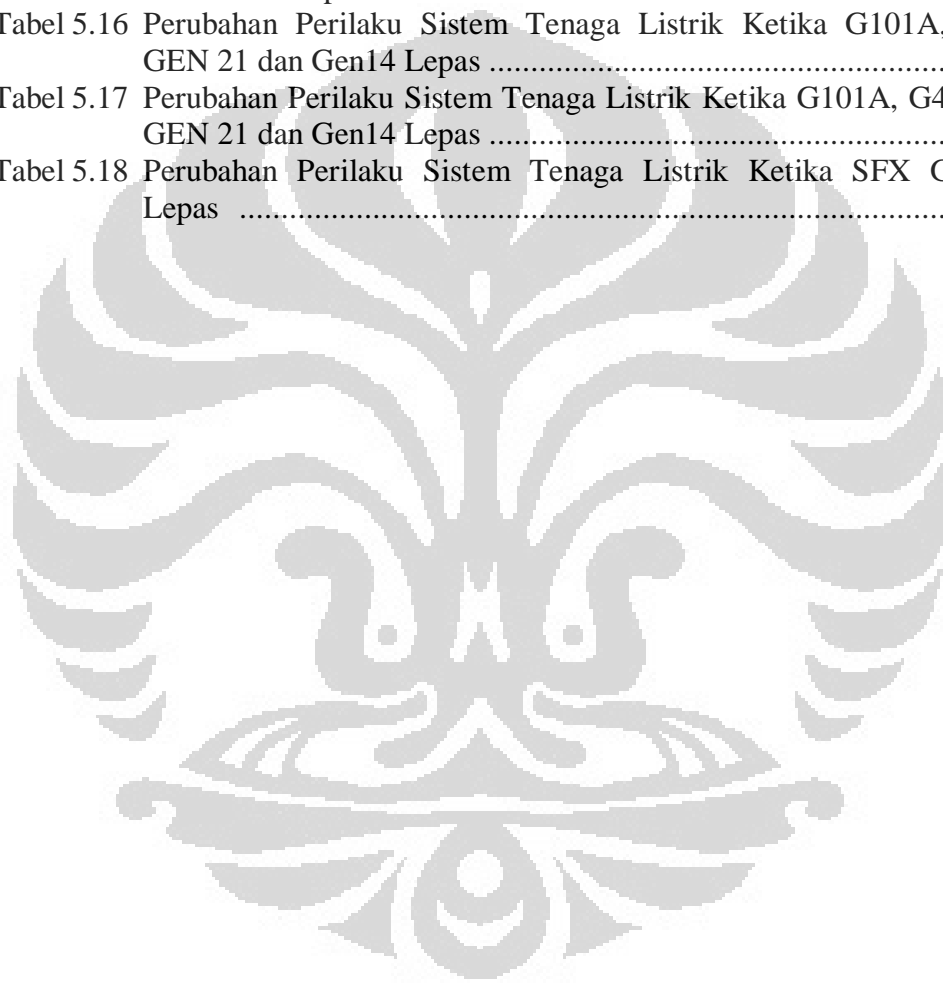 Tabel 5.16 Perubahan Perilaku Sistem Tenaga Listrik Ketika G101A,
GEN 21 dan Gen14 Lepas ..........................................................................
Tabel 5.17 Perubahan Perilaku Sistem Tenaga Listrik Ketika G101A, G4
GEN 21 dan Gen14 Lepas ..........................................................................
Tabel 5.18 Perubahan Perilaku Sistem Tenaga Listrik Ketika SFX
Lepas ....................................................................................................